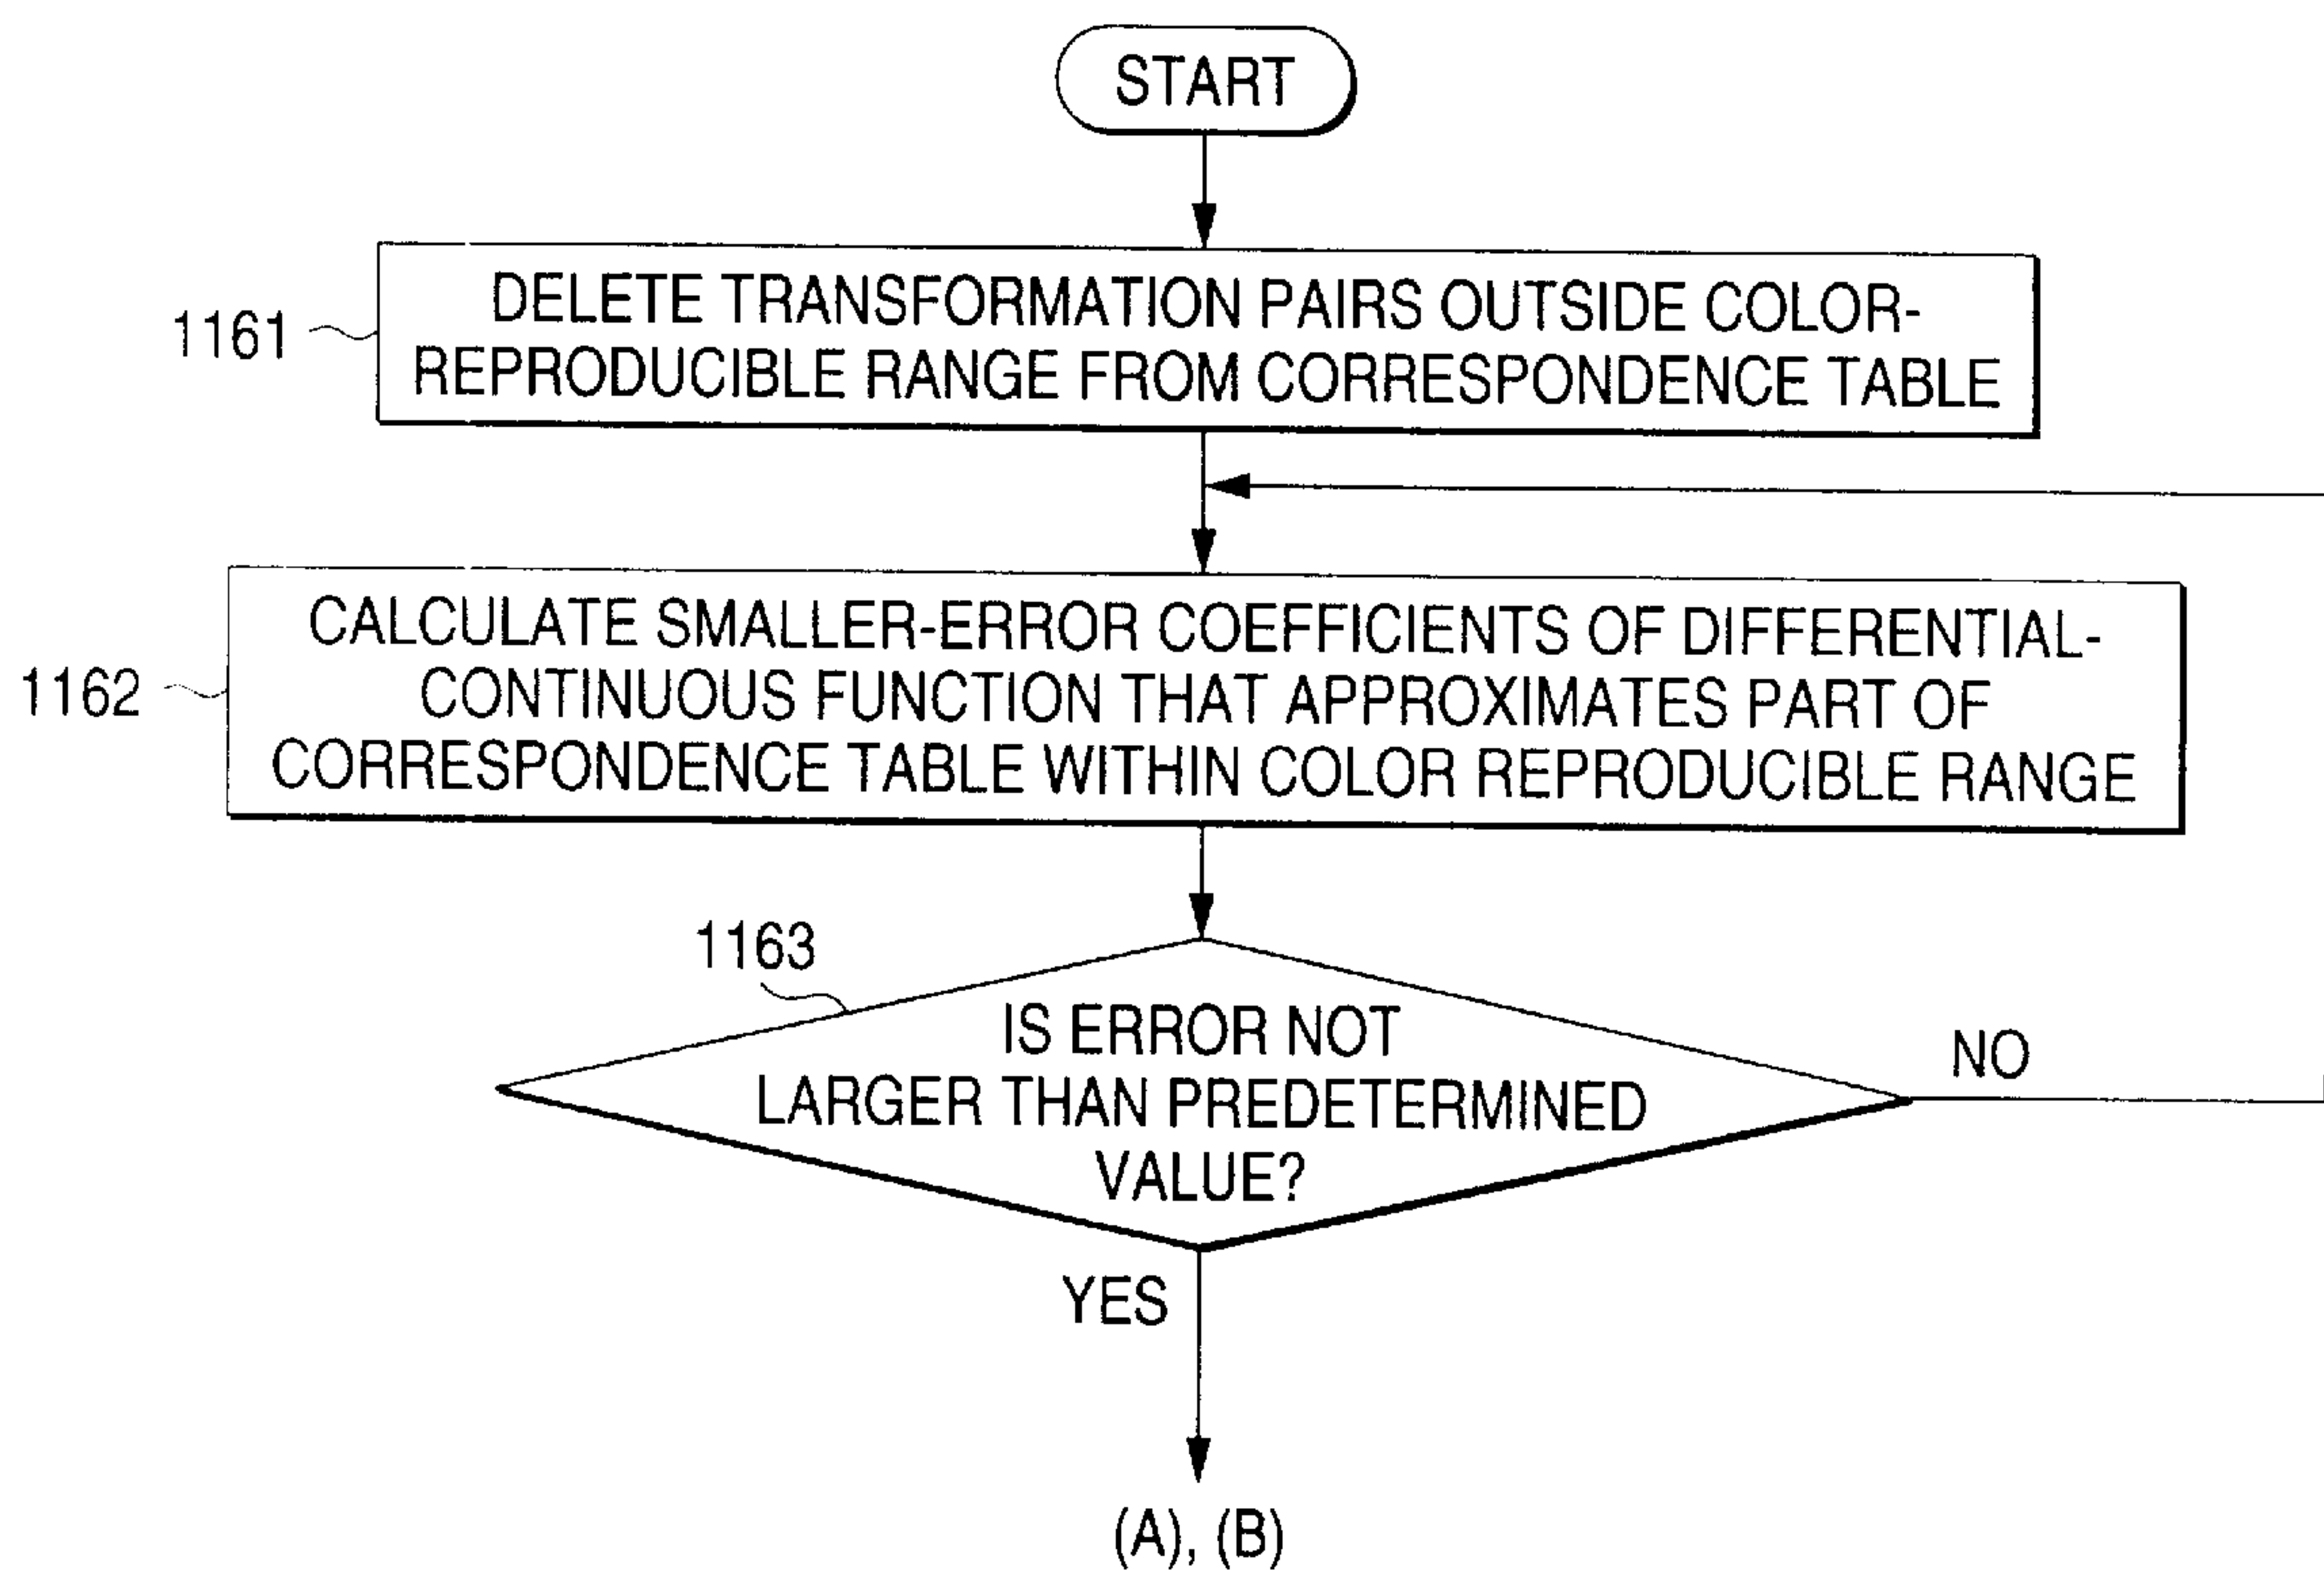 START
1161
DELETE TRANSFORMATION PAIRS OUTSIDE COLOR-
REPRODUCIBLE RANGE FROM CORRESPONDENCE TABLE
1162
CALCULATE SMALLER-ERROR COEFFICIENTS OF DIFFERENTIAL-
CONTINUOUS FUNCTION THAT APPROXIMATES PART OF
CORRESPONDENCE TABLE WITHIN COLOR REPRODUCIBLE RANGE
1163
IS ERROR NOT
LARGER THAN PREDETERMINED
VALUE?
NO
YES
(A), (B)